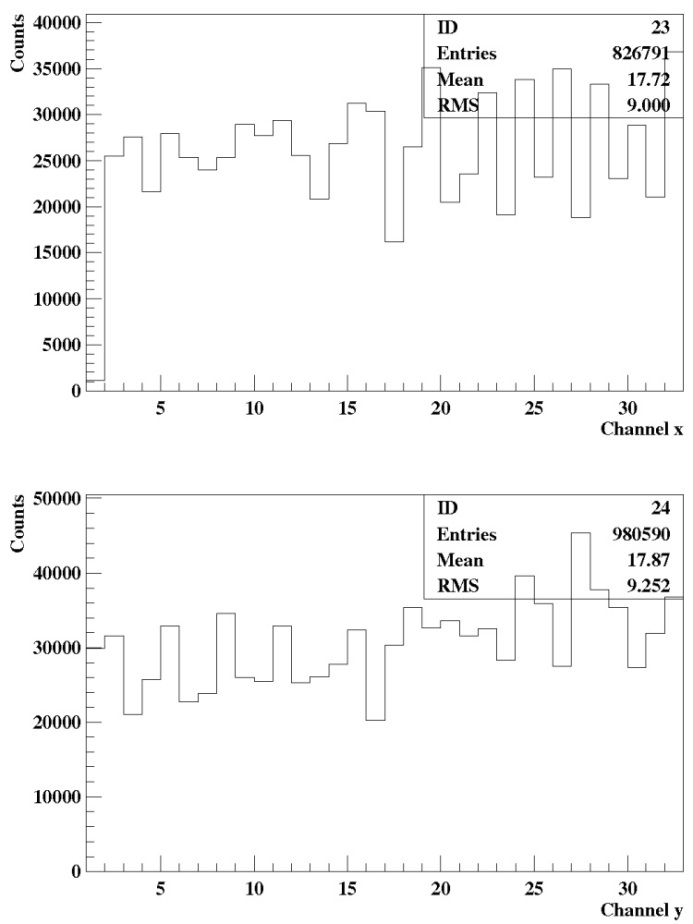 Counts
40000
35000
30000
25000
20000
15000
10000
5000
0
ID 23
Entries 826791
Mean 17.72
RMS 9.000
5 10 15 20 25 30
Channel x
Counts
50000
40000
30000
20000
10000
0
ID 24
Entries 980590
Mean 17.87
RMS 9.252
5 10 15 20 25 30
Channel y